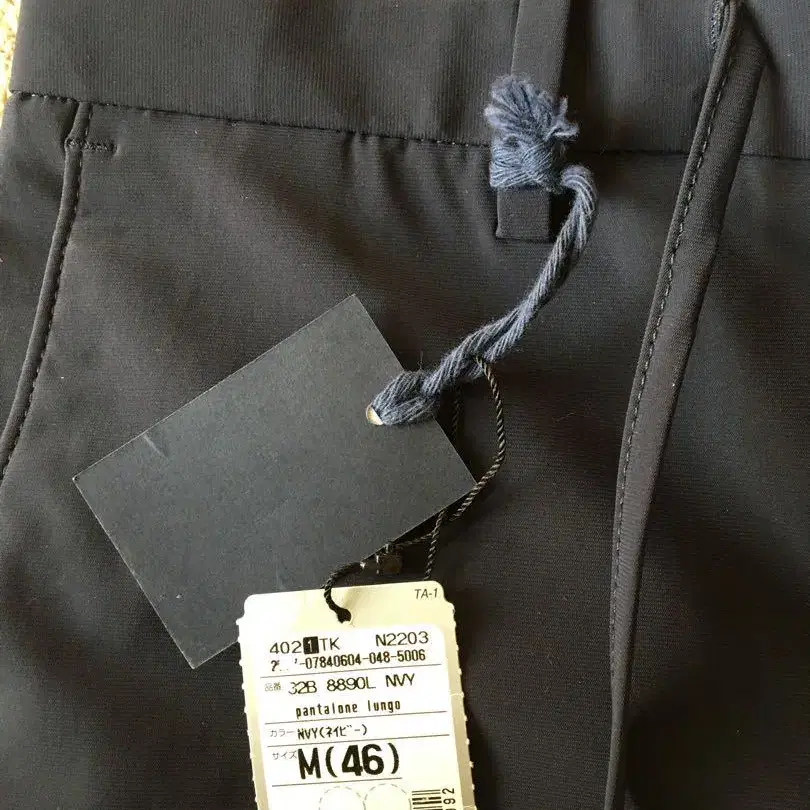 TA-1
402 1 TK N2203
-07840604-048-5006
品番 32B 8890L NVY
pantalone lungo
カラー NVY(ネイビー)
サイズ M(46)
092